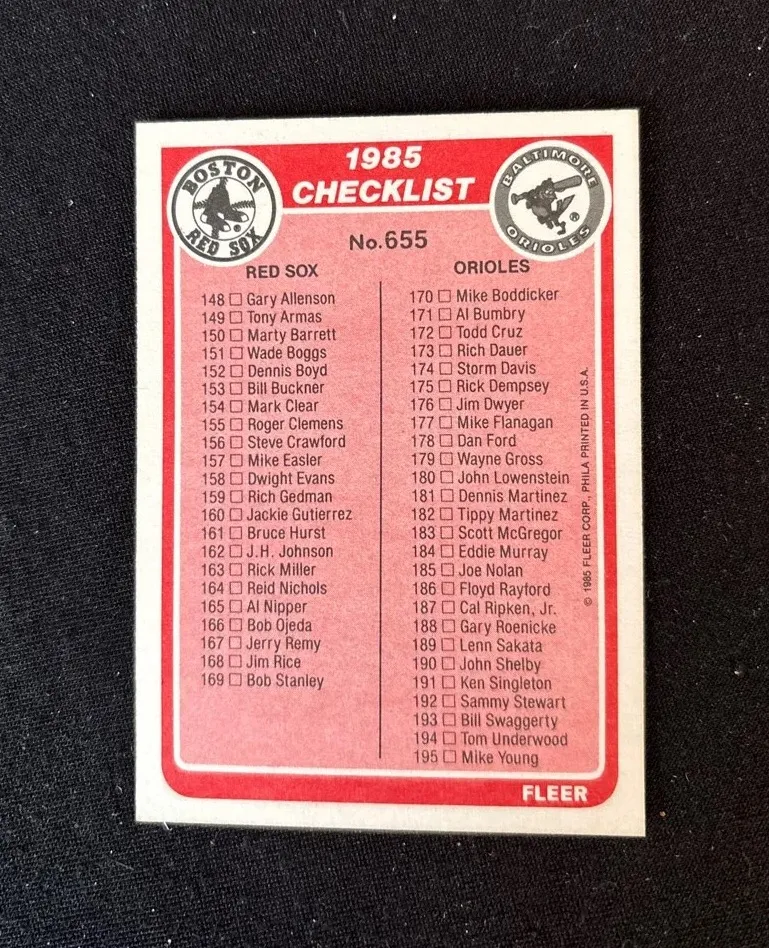 1985
CHECKLIST
BOSTON
RED SOX
BALTIMORE
ORIOLES
®
®
No.655
RED SOX
148 Gary Allenson
149 Tony Armas
150 Marty Barrett
151 Wade Boggs
152 Dennis Boyd
153 Bill Buckner
154 Mark Clear
155 Roger Clemens
156 Steve Crawford
157 Mike Easler
158 Dwight Evans
159 Rich Gedman
160 Jackie Gutierrez
161 Bruce Hurst
162 J.H. Johnson
163 Rick Miller
164 Reid Nichols
165 Al Nipper
166 Bob Ojeda
167 Jerry Remy
168 Jim Rice
169 Bob Stanley
ORIOLES
170 Mike Boddicker
171 Al Bumbry
172 Todd Cruz
173 Rich Dauer
174 Storm Davis
175 Rick Dempsey
176 Jim Dwyer
177 Mike Flanagan
178 Dan Ford
179 Wayne Gross
180 John Lowenstein
181 Dennis Martinez
182 Tippy Martinez
183 Scott McGregor
184 Eddie Murray
185 Joe Nolan
186 Floyd Rayford
187 Cal Ripken, Jr.
188 Gary Roenicke
189 Lenn Sakata
190 John Shelby
191 Ken Singleton
192 Sammy Stewart
193 Bill Swaggerty
194 Tom Underwood
195 Mike Young
© 1985 FLEER CORP., PHILA PRINTED IN U.S.A.
FLEER